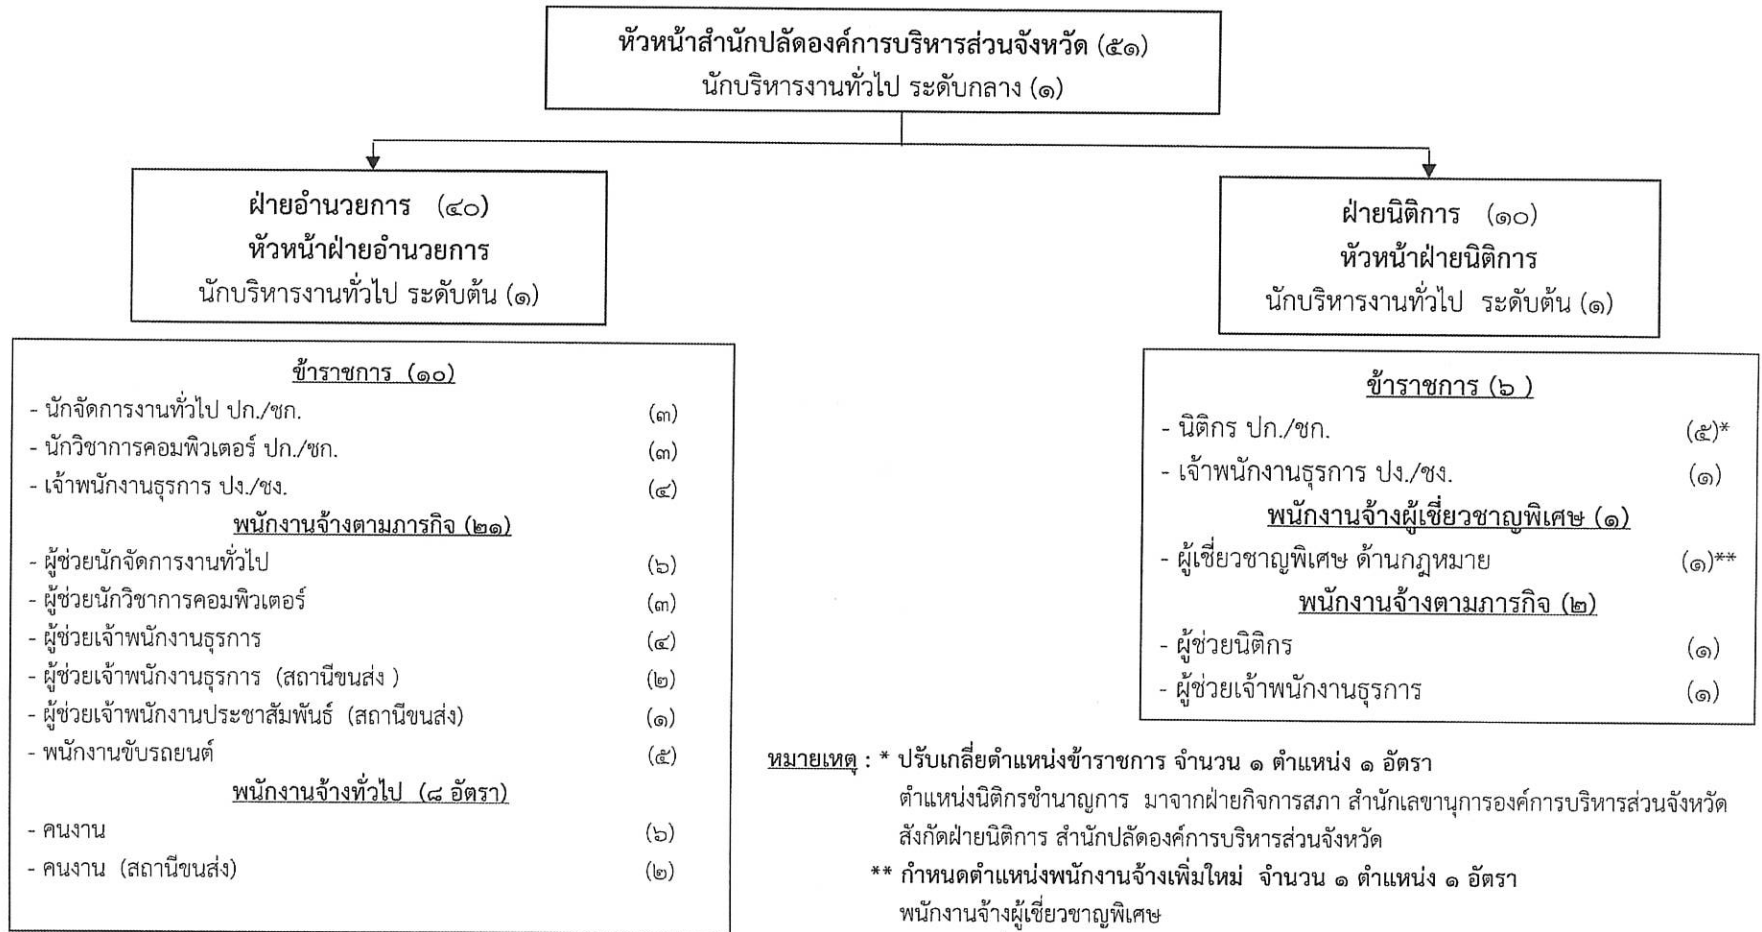 หัวหน้าสำนักปลัดองค์การบริหารส่วนจังหวัด (๕๑)
นักบริหารงานทั่วไป ระดับกลาง (๑)
ฝ่ายอำนวยการ (๔๐)
หัวหน้าฝ่ายอำนวยการ
นักบริหารงานทั่วไป ระดับต้น (๑)
ข้าราชการ (๑๐)
- นักจัดการงานทั่วไป ปก./ชก. (๓)
- นักวิชาการคอมพิวเตอร์ ปก./ชก. (๓)
- เจ้าพนักงานธุรการ ปง./ชง. (๔)
พนักงานจ้างตามภารกิจ (๒๑)
- ผู้ช่วยนักจัดการงานทั่วไป (๖)
- ผู้ช่วยนักวิชาการคอมพิวเตอร์ (๓)
- ผู้ช่วยเจ้าพนักงานธุรการ (๔)
- ผู้ช่วยเจ้าพนักงานธุรการ (สถานีขนส่ง ) (๒)
- ผู้ช่วยเจ้าพนักงานประชาสัมพันธ์ (สถานีขนส่ง) (๑)
- พนักงานขับรถยนต์ (๕)
พนักงานจ้างทั่วไป (๘ อัตรา)
- คนงาน (๖)
- คนงาน (สถานีขนส่ง) (๒)
ฝ่ายนิติการ (๑๐)
หัวหน้าฝ่ายนิติการ
นักบริหารงานทั่วไป ระดับต้น (๑)
ข้าราชการ (๖ )
- นิติกร ปก./ชก. (๕)*
- เจ้าพนักงานธุรการ ปง./ชง. (๑)
พนักงานจ้างผู้เชี่ยวชาญพิเศษ (๑)
- ผู้เชี่ยวชาญพิเศษ ด้านกฎหมาย (๑)**
พนักงานจ้างตามภารกิจ (๒)
- ผู้ช่วยนิติกร (๑)
- ผู้ช่วยเจ้าพนักงานธุรการ (๑)
หมายเหตุ : * ปรับเกลี่ยตำแหน่งข้าราชการ จำนวน ๑ ตำแหน่ง ๑ อัตรา
ตำแหน่งนิติกรชำนาญการ มาจากฝ่ายกิจการสภา สำนักเลขานุการองค์การบริหารส่วนจังหวัด
สังกัดฝ่ายนิติการ สำนักปลัดองค์การบริหารส่วนจังหวัด
** กำหนดตำแหน่งพนักงานจ้างเพิ่มใหม่ จำนวน ๑ ตำแหน่ง ๑ อัตรา
พนักงานจ้างผู้เชี่ยวชาญพิเศษ